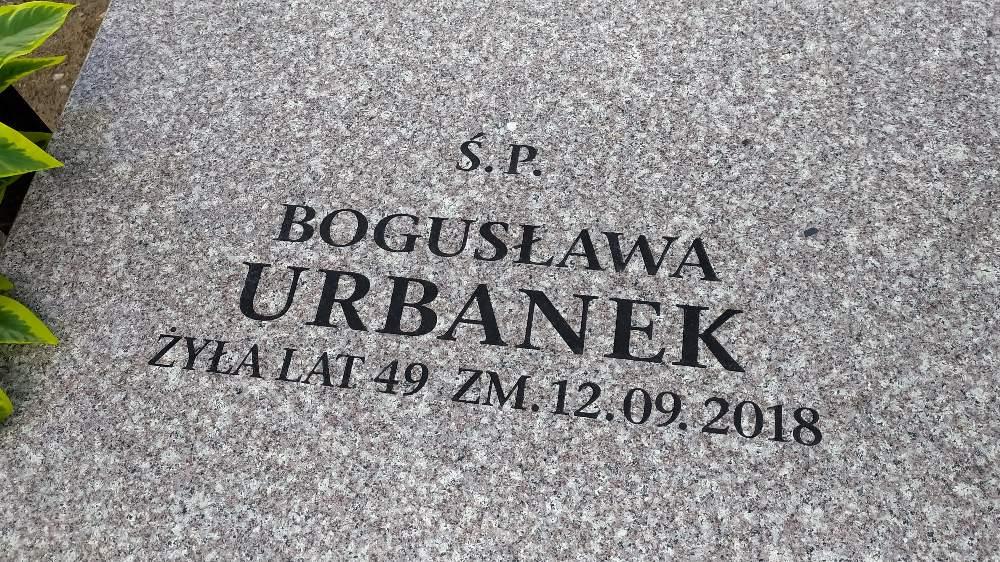 Ś. P.
BOGUSŁAWA
URBANEK
ŻYŁA LAT 49 ZM. 12. 09. 2018